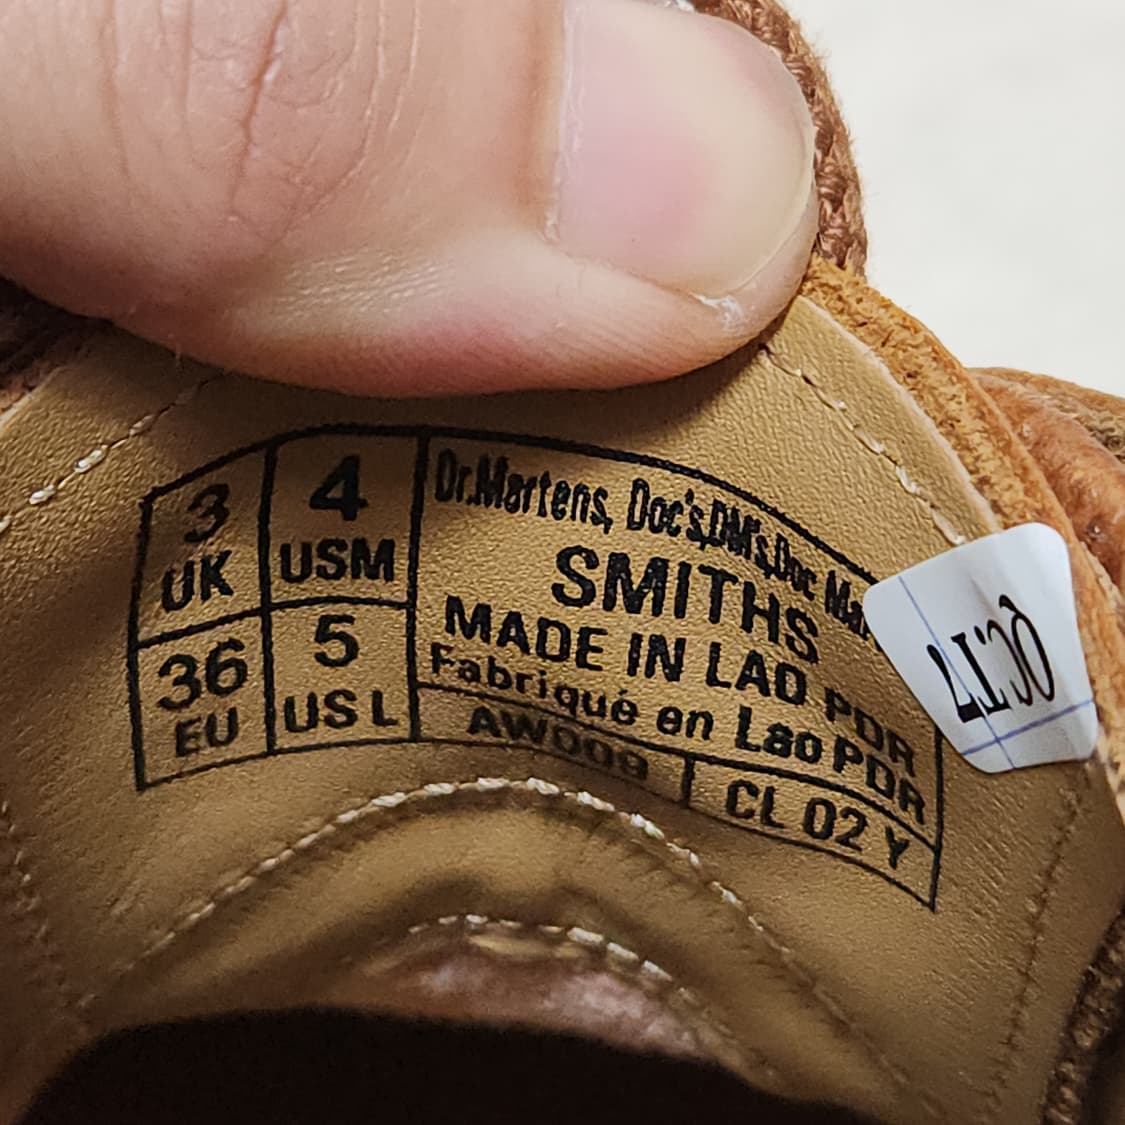 3
UK
4
USM
36
EU
5
US L
Dr.Martens, Doc's,DM's,Doc
SMITHS
MADE IN LAO PDR
Fabriqué en Lao PDR
AW009
CL 02 Y